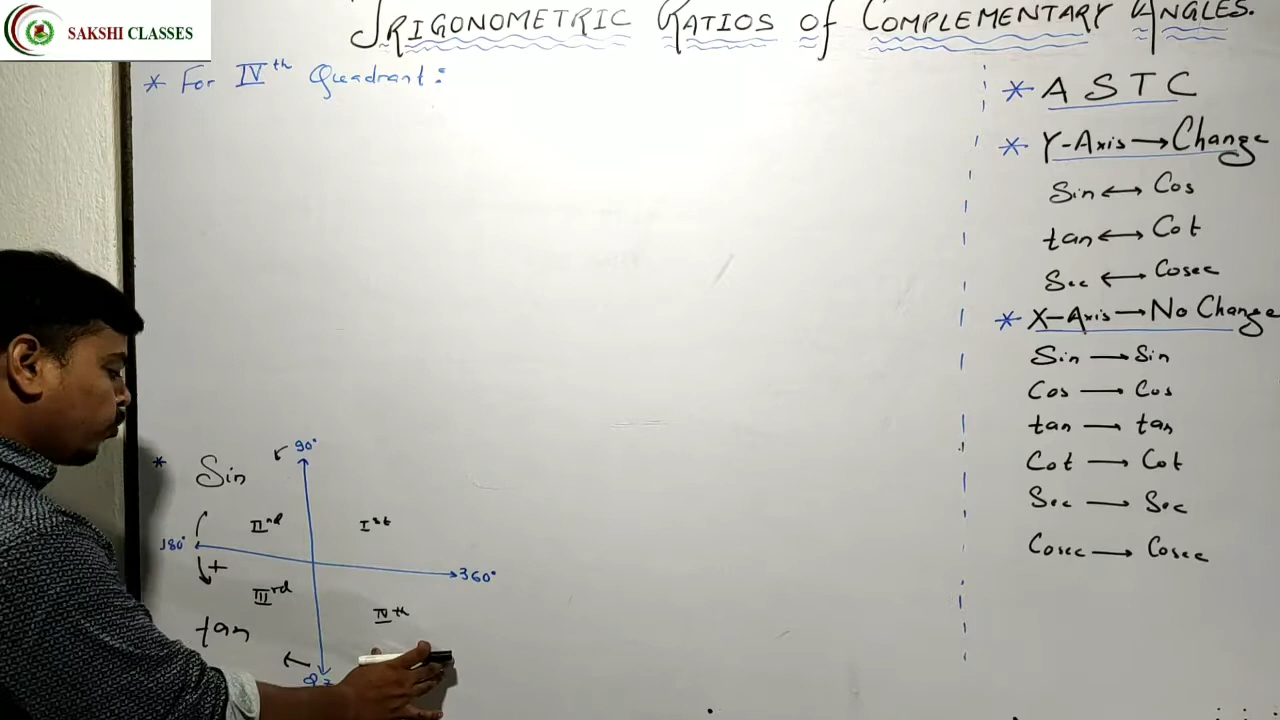 SAKSHI CLASSES
TRIGONOMETRIC RATIOS of COMPLEMENTARY ANGLES.
* For IVth Quadrant:
* A S T C
* Y-Axis → Change
Sin ↔ Cos
tan ↔ Cot
Sec ↔ Cosec
* X-Axis → No Change
Sin → Sin
Cos → Cos
tan → tan
Cot → Cot
Sec → Sec
Cosec → Cosec
90°
* Sin
IInd Ist
180° 360°
+
IIIrd IVth
tan